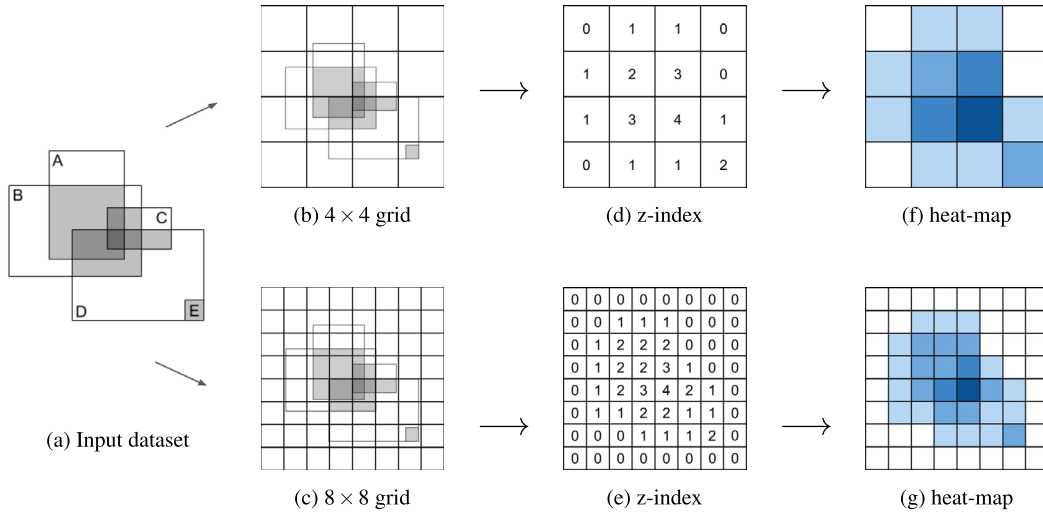 A
B
C
D
E
(a) Input dataset
(b) 4 × 4 grid
0 1 1 0
1 2 3 0
1 3 4 1
0 1 1 2
(d) z-index
(f) heat-map
(c) 8 × 8 grid
0 0 0 0 0 0 0 0
0 0 1 1 1 0 0 0
0 1 2 2 2 0 0 0
0 1 2 2 3 1 0 0
0 1 2 3 4 2 1 0
0 1 1 2 2 1 1 0
0 0 0 1 1 1 2 0
0 0 0 0 0 0 0 0
(e) z-index
(g) heat-map